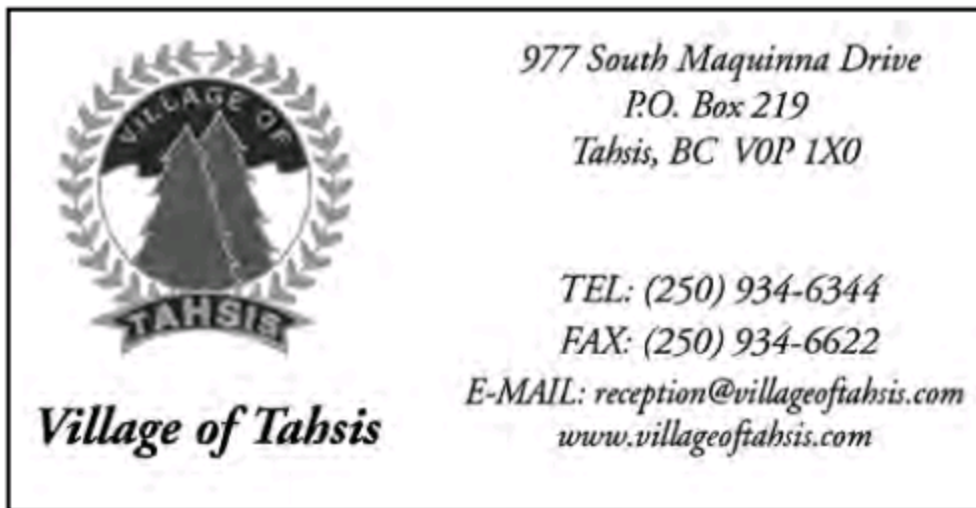 VILLAGE OF
TAHSIS
Village of Tahsis
977 South Maquinna Drive
P.O. Box 219
Tahsis, BC V0P 1X0
TEL: (250) 934-6344
FAX: (250) 934-6622
E-MAIL: reception@villageoftahsis.com
www.villageoftahsis.com